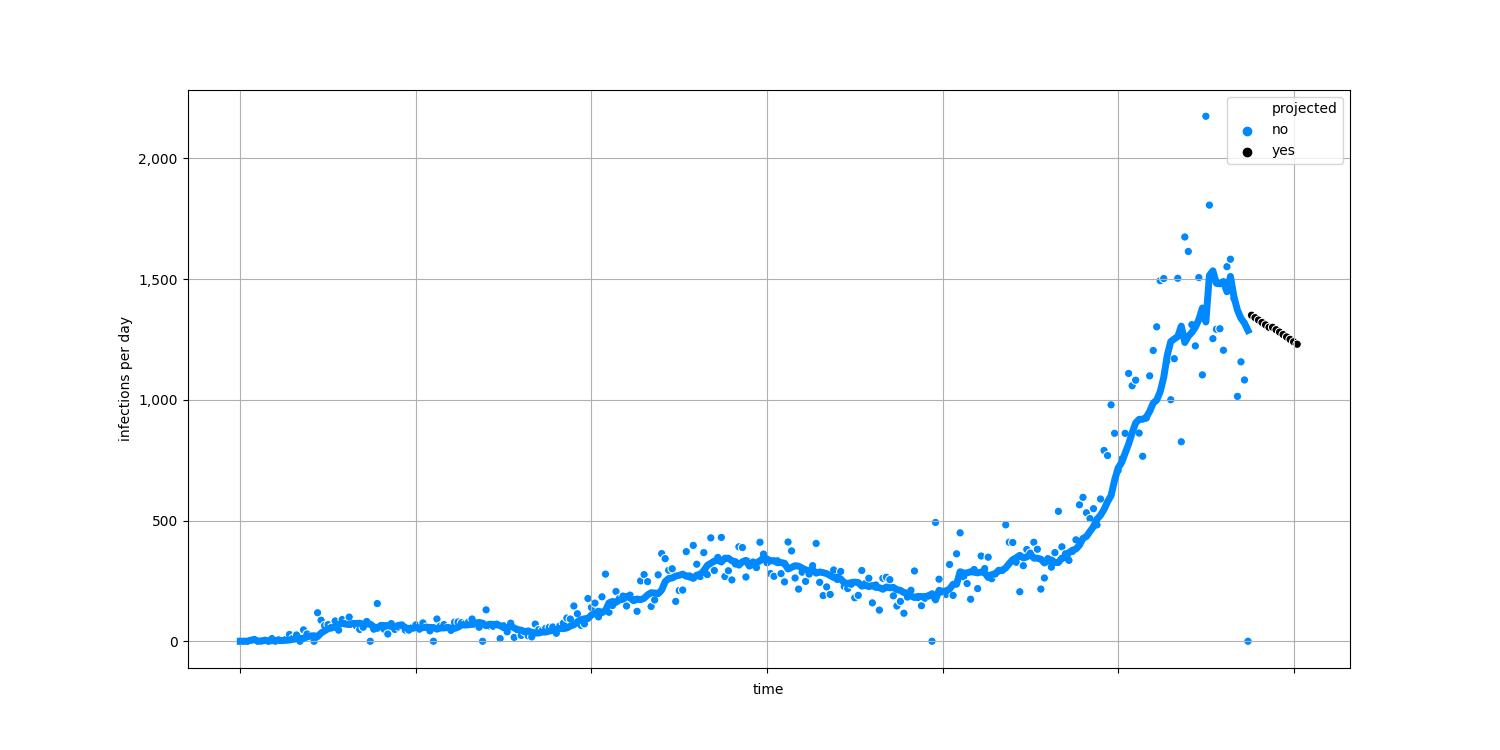 projected
no
yes
2,000
1,500
1,000
500
0
infections per day
time